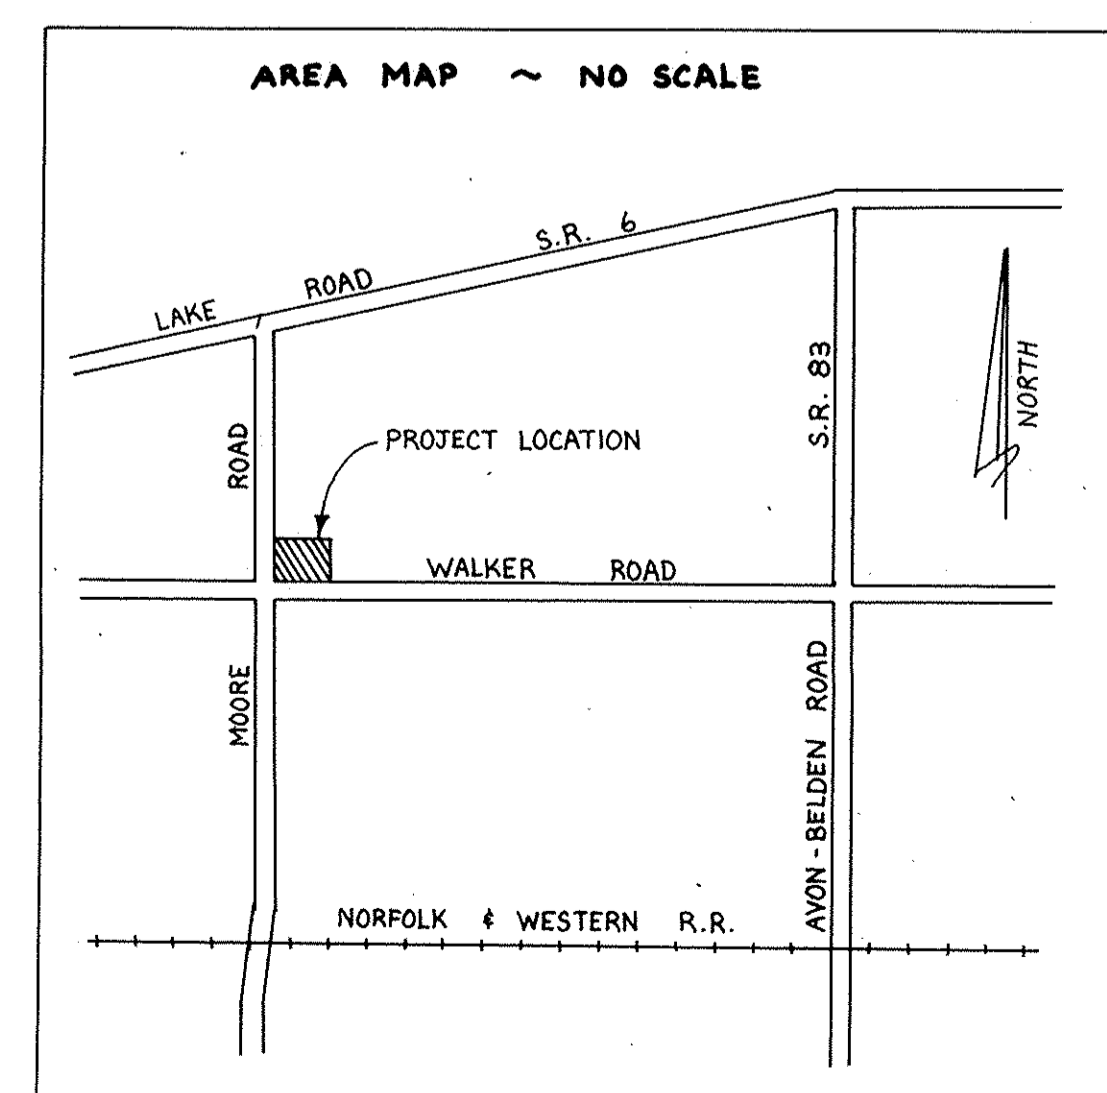 AREA MAP ~ NO SCALE
LAKE ROAD S.R. 6
S.R. 83
NORTH
ROAD
PROJECT LOCATION
WALKER ROAD
MOORE
AVON-BELDEN ROAD
NORFOLK & WESTERN R.R.